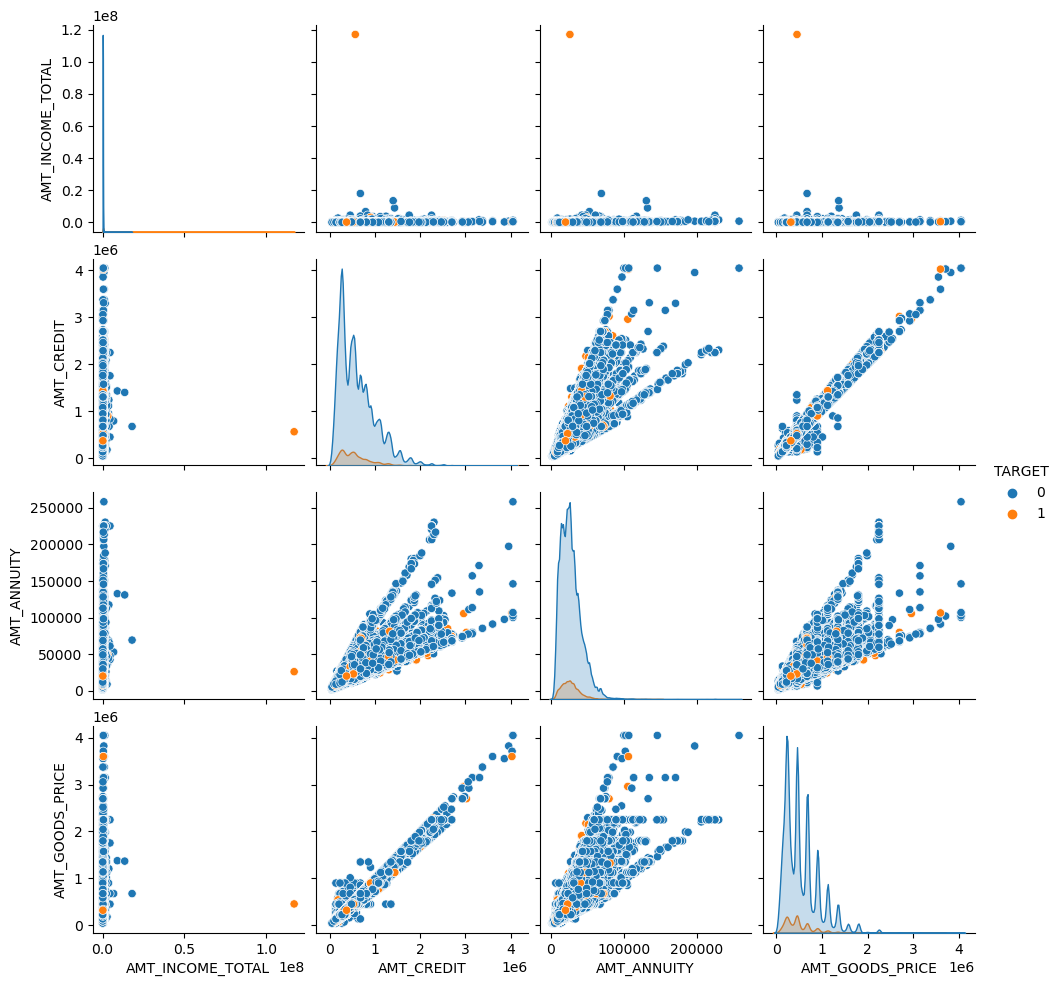 1e8
1.2
1.0
0.8
0.6
0.4
0.2
0.0
AMT_INCOME_TOTAL
1e6
4
3
2
1
0
AMT_CREDIT
TARGET
0
1
250000
200000
150000
100000
50000
0
AMT_ANNUITY
1e6
4
3
2
1
0
AMT_GOODS_PRICE
0.0 0.5 1.0
AMT_INCOME_TOTAL 1e8
0 1 2 3 4
AMT_CREDIT 1e6
0 100000 200000
AMT_ANNUITY
0 1 2 3 4
AMT_GOODS_PRICE 1e6